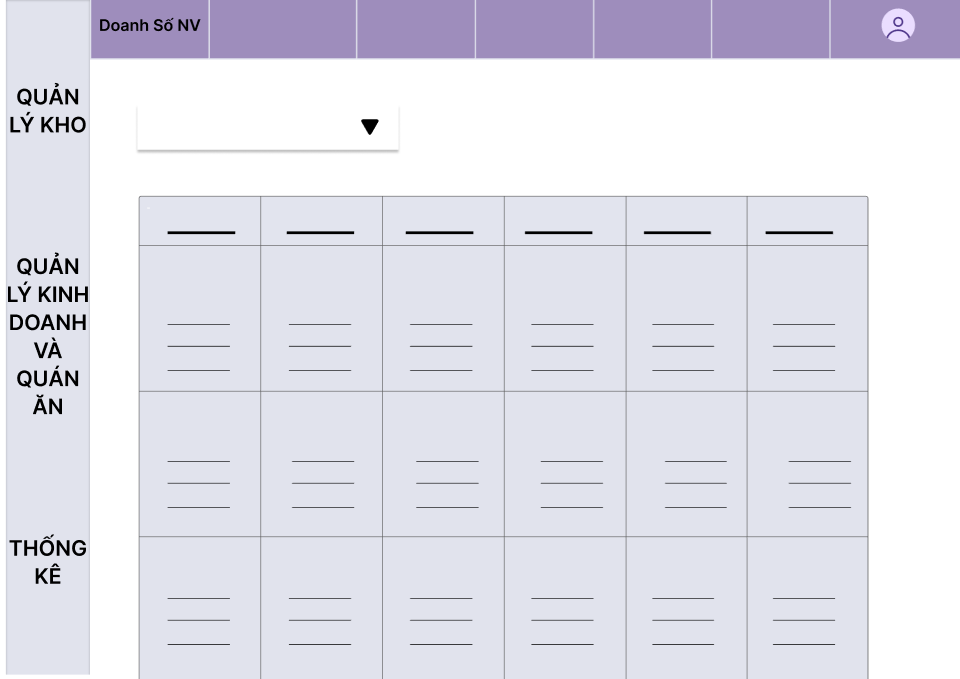 Doanh Số NV
QUẢN
LÝ KHO
QUẢN
LÝ KINH
DOANH
VÀ
QUÁN
ĂN
THỐNG
KÊ